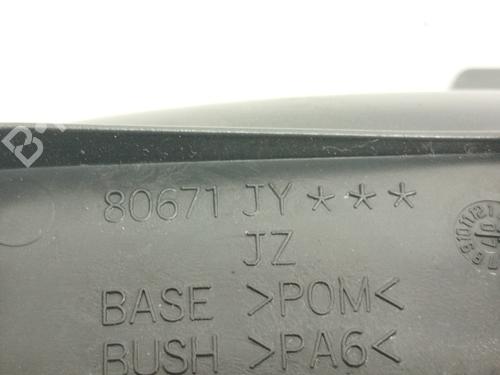 80671 JY ***
JZ
BASE >POM<
BUSH >PA6<